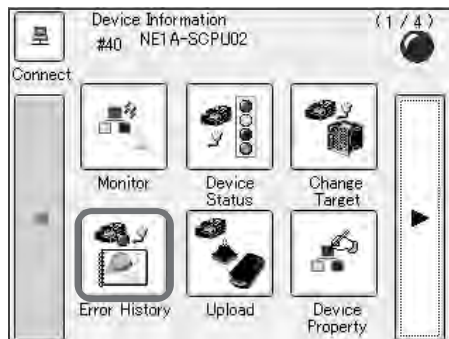 Device Information
(1/4)
#40 NE1A-SCPU02
Connect
Monitor
Device
Status
Change
Target
Error History
Upload
Device
Property